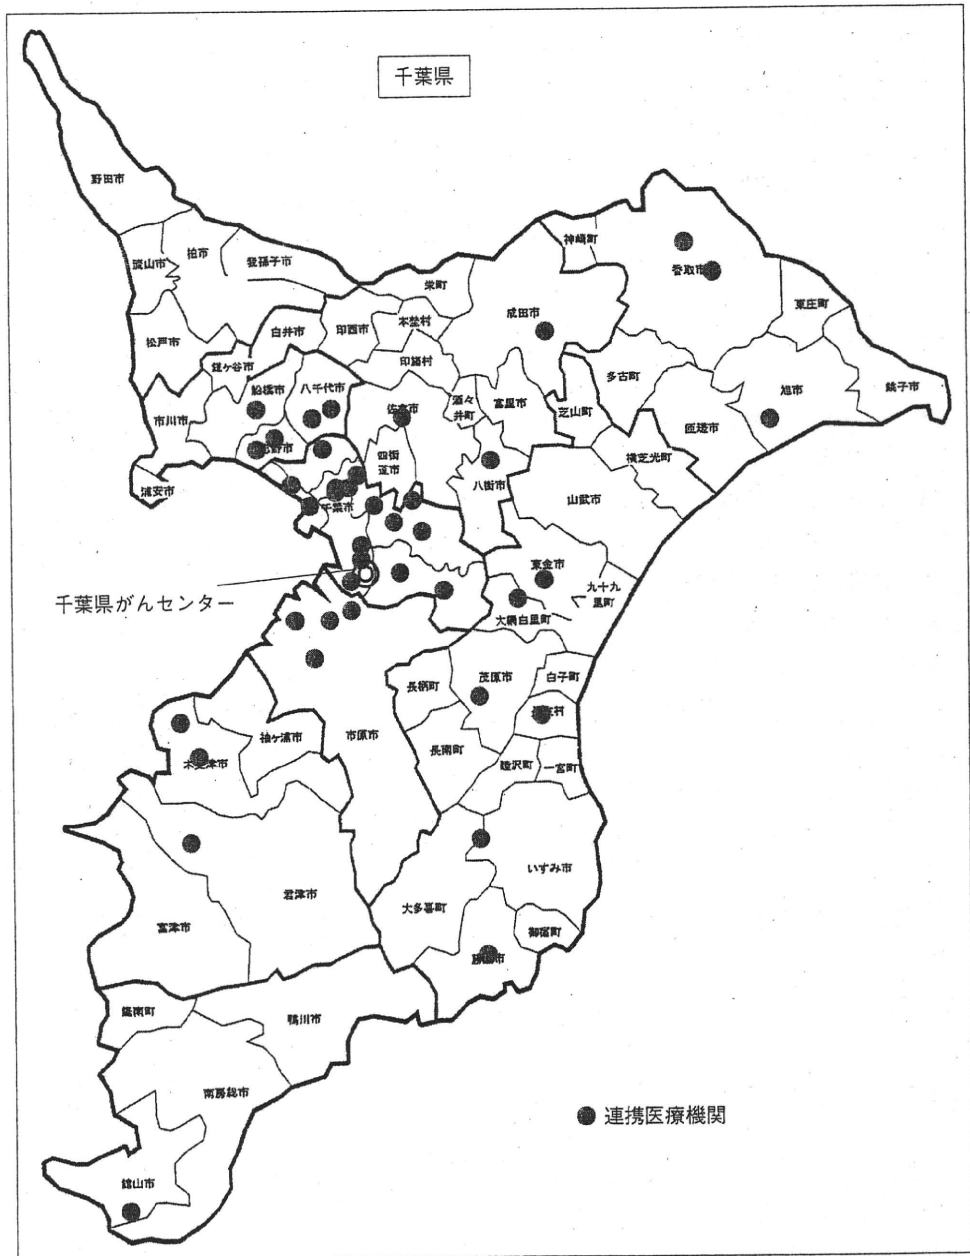 千葉県
野田市
流山市
柏市
我孫子市
神崎町
香取市
東庄町
栄町
成田市
松戸市
白井市
印西市
本埜村
鎌ケ谷市
印旛村
多古町
旭市
銚子市
船橋市
八千代市
佐倉市
酒々
井町
富里市
芝山町
匝瑳市
市川市
四街
道市
八街市
横芝光町
浦安市
千葉市
山武市
東金市
九十九
里町
千葉県がんセンター
大網白里町
長柄町
茂原市
白子町
袖ケ浦市
市原市
長南町
睦沢町
一宮町
木更津市
いすみ市
君津市
大多喜町
富津市
御宿町
鋸南町
鴨川市
南房総市
連携医療機関
館山市